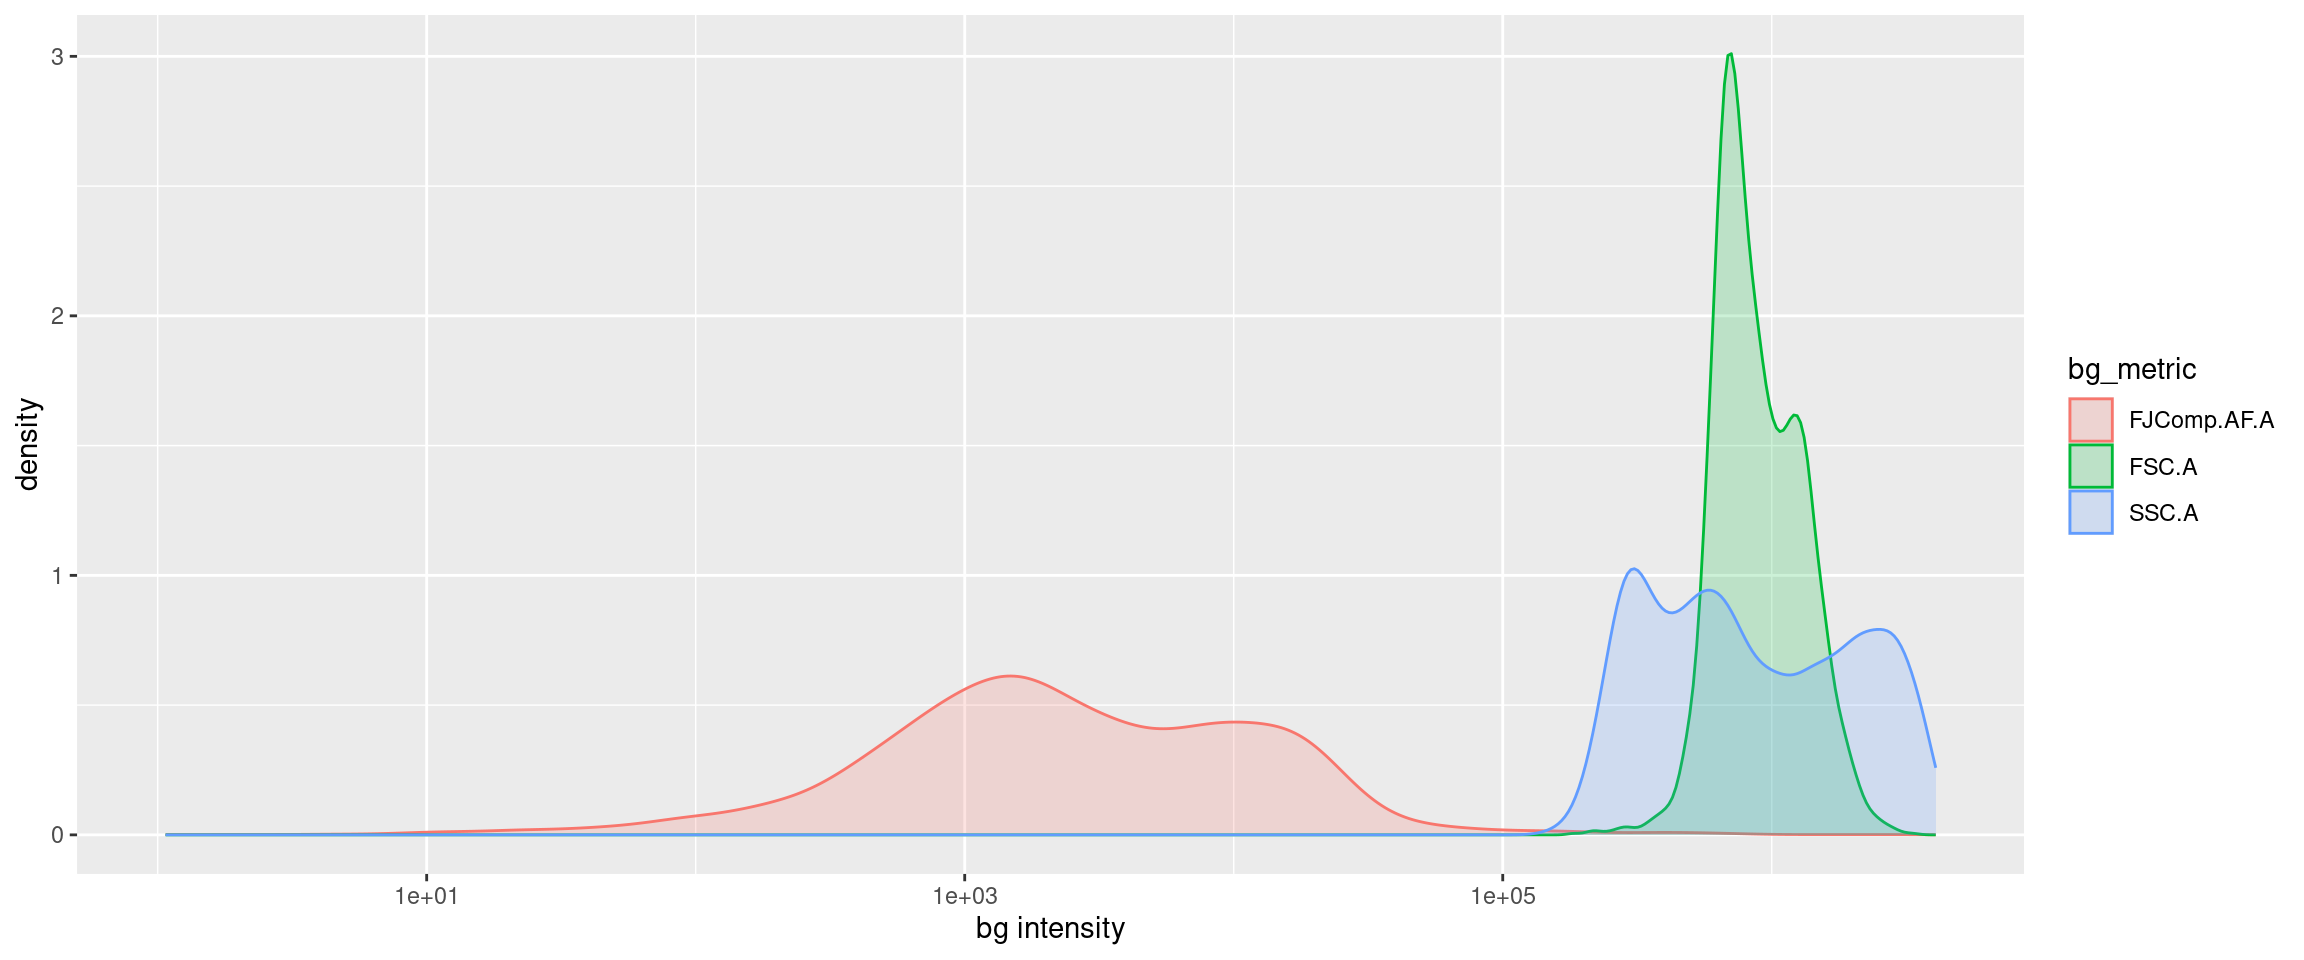 3
2
1
0
density
1e+01
1e+03
1e+05
bg intensity
bg_metric
FJComp.AF.A
FSC.A
SSC.A